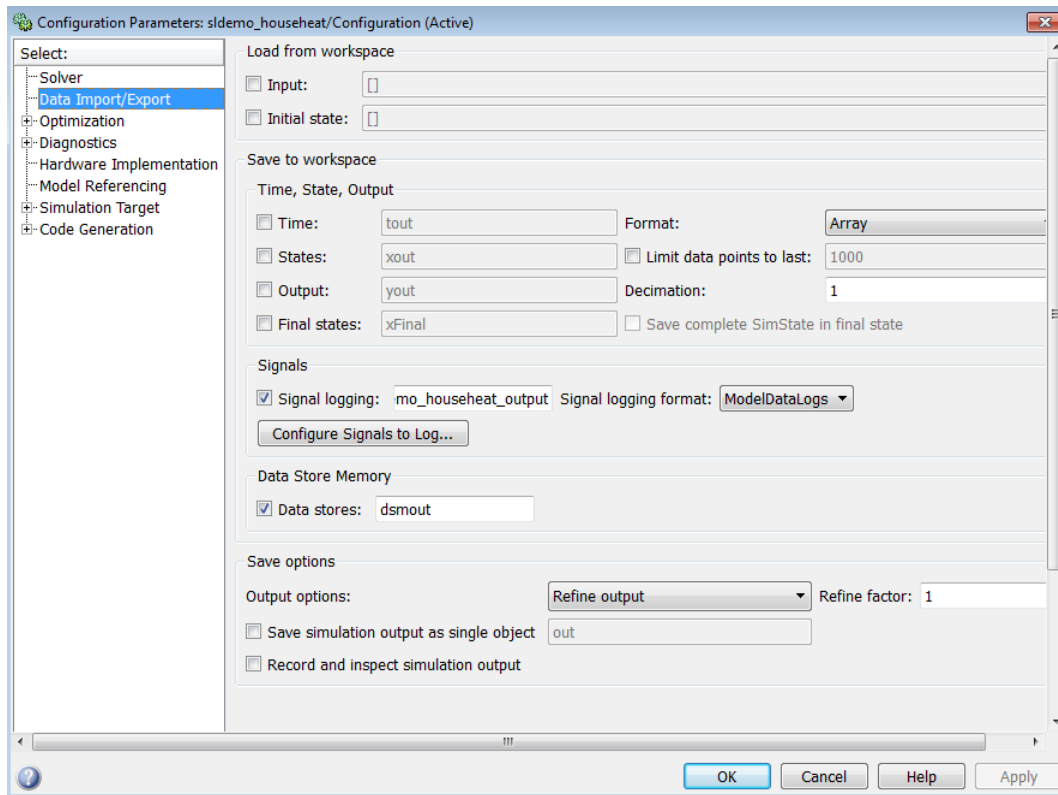 Configuration Parameters: sldemo_househeat/Configuration (Active)
Select:
Solver
Data Import/Export
Optimization
Diagnostics
Hardware Implementation
Model Referencing
Simulation Target
Code Generation
Load from workspace
Input: []
Initial state: []
Save to workspace
Time, State, Output
Time: tout Format: Array
States: xout Limit data points to last: 1000
Output: yout Decimation: 1
Final states: xFinal Save complete SimState in final state
Signals
Signal logging: mo_househeat_output Signal logging format: ModelDataLogs
Configure Signals to Log...
Data Store Memory
Data stores: dsmout
Save options
Output options: Refine output Refine factor: 1
Save simulation output as single object out
Record and inspect simulation output
OK Cancel Help Apply